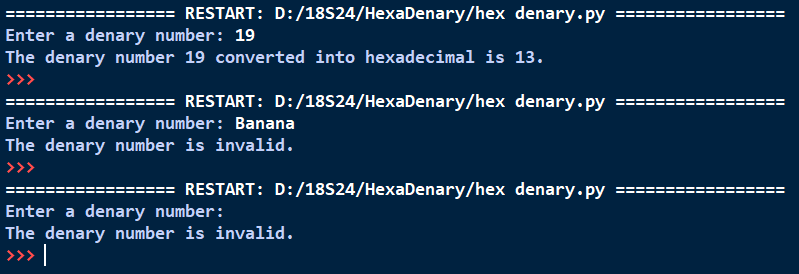 ================= RESTART: D:/18S24/HexaDenary/hex denary.py =================
Enter a denary number: 19
The denary number 19 converted into hexadecimal is 13.
>>>
================= RESTART: D:/18S24/HexaDenary/hex denary.py =================
Enter a denary number: Banana
The denary number is invalid.
>>>
================= RESTART: D:/18S24/HexaDenary/hex denary.py =================
Enter a denary number:
The denary number is invalid.
>>>